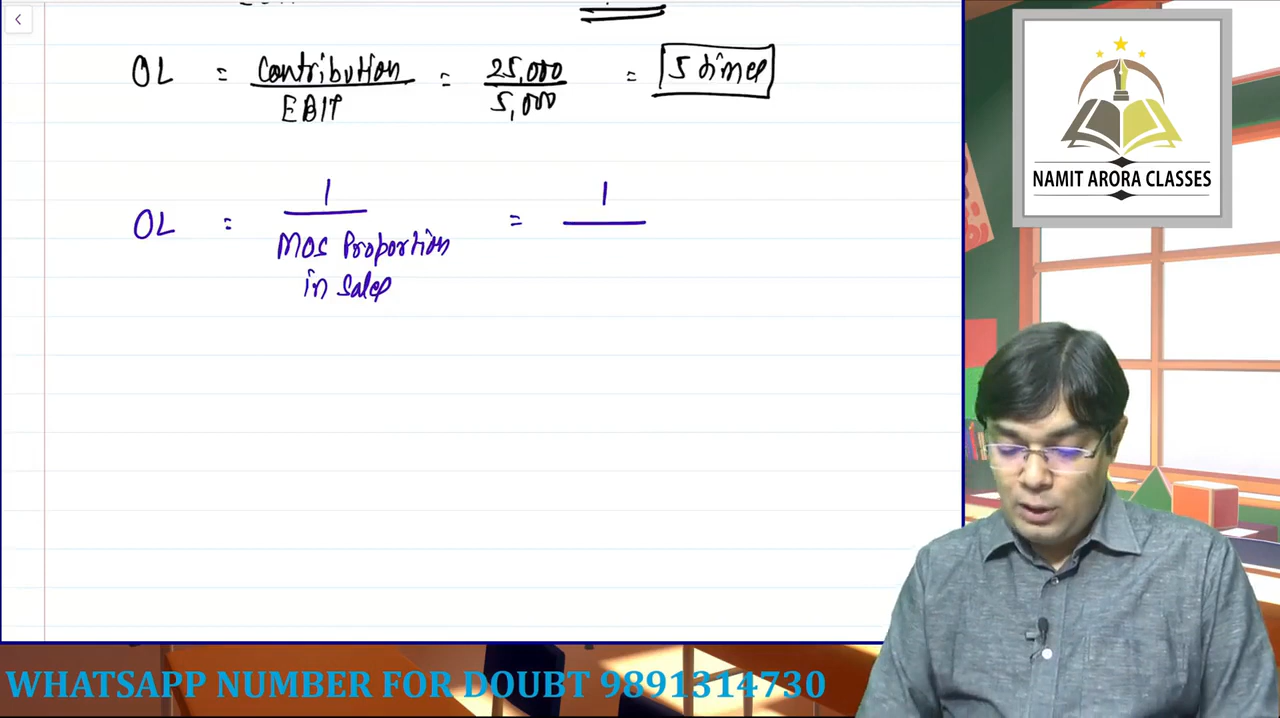 OL = Contribution / EBIT = 25,000 / 5,000 = 5 times
OL = 1 / MOS Proportion in sales = 1
NAMIT ARORA CLASSES
WHATSAPP NUMBER FOR DOUBT 9891314730